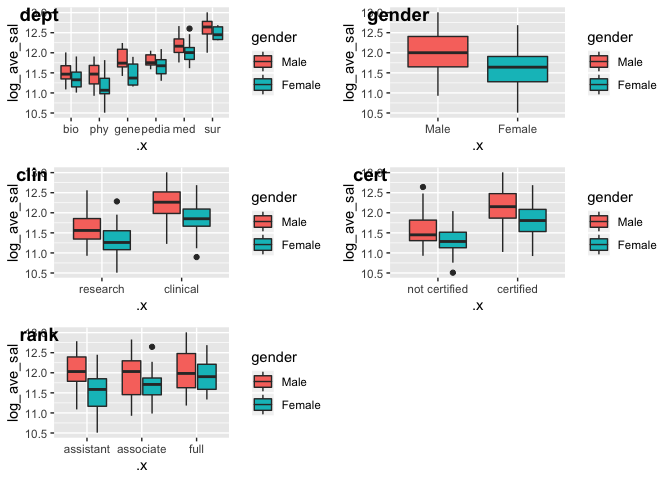 dept
log_ave_sal
12.0
11.5
11.0
10.5
bio phy gene pedia med sur
.x
gender
Male
Female
gender
log_ave_sal
12.0
11.5
11.0
10.5
Male Female
.x
gender
Male
Female
clin
log_ave_sal
12.5
12.0
11.5
11.0
10.5
research clinical
.x
gender
Male
Female
cert
log_ave_sal
12.5
12.0
11.5
11.0
10.5
not certified certified
.x
gender
Male
Female
rank
log_ave_sal
12.5
12.0
11.5
11.0
10.5
assistant associate full
.x
gender
Male
Female